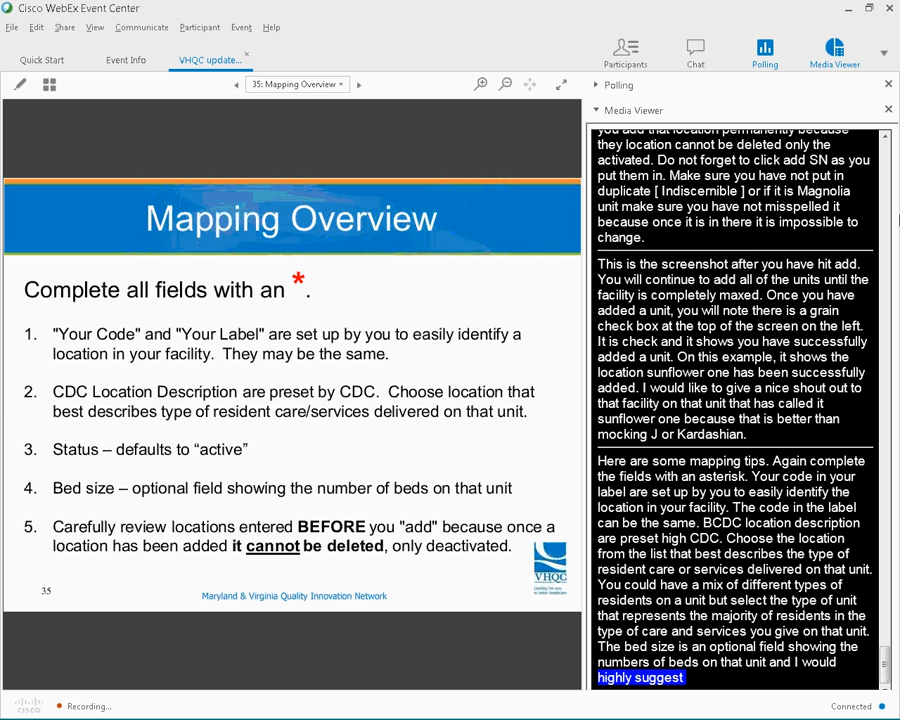 Cisco WebEx Event Center
File Edit Share View Communicate Participant Event Help
Quick Start Event Info VHQC update... Participants Chat Polling Media Viewer
35: Mapping Overview
Mapping Overview
Complete all fields with an *.
1. "Your Code" and "Your Label" are set up by you to easily identify a
location in your facility. They may be the same.
2. CDC Location Description are preset by CDC. Choose location that
best describes type of resident care/services delivered on that unit.
3. Status – defaults to “active”
4. Bed size – optional field showing the number of beds on that unit
5. Carefully review locations entered BEFORE you "add" because once a
location has been added it cannot be deleted, only deactivated.
VHQC
35
Maryland & Virginia Quality Innovation Network
Polling
Media Viewer
you add that location permanently because
they location cannot be deleted only the
activated. Do not forget to click add SN as you
put them in. Make sure you have not put in
duplicate [ Indiscernible ] or if it is Magnolia
unit make sure you have not misspelled it
because once it is in there it is impossible to
change.
This is the screenshot after you have hit add.
You will continue to add all of the units until the
facility is completely maxed. Once you have
added a unit, you will note there is a grain
check box at the top of the screen on the left.
It is check and it shows you have successfully
added a unit. On this example, it shows the
location sunflower one has been successfully
added. I would like to give a nice shout out to
that facility on that unit that has called it
sunflower one because that is better than
mocking J or Kardashian.
Here are some mapping tips. Again complete
the fields with an asterisk. Your code in your
label are set up by you to easily identify the
location in your facility. The code in the label
can be the same. BCDC location description
are preset high CDC. Choose the location
from the list that best describes the type of
resident care or services delivered on that unit.
You could have a mix of different types of
residents on a unit but select the type of unit
that represents the majority of residents in the
type of care and services you give on that unit.
The bed size is an optional field showing the
numbers of beds on that unit and I would
highly suggest
cisco Recording...
Connected